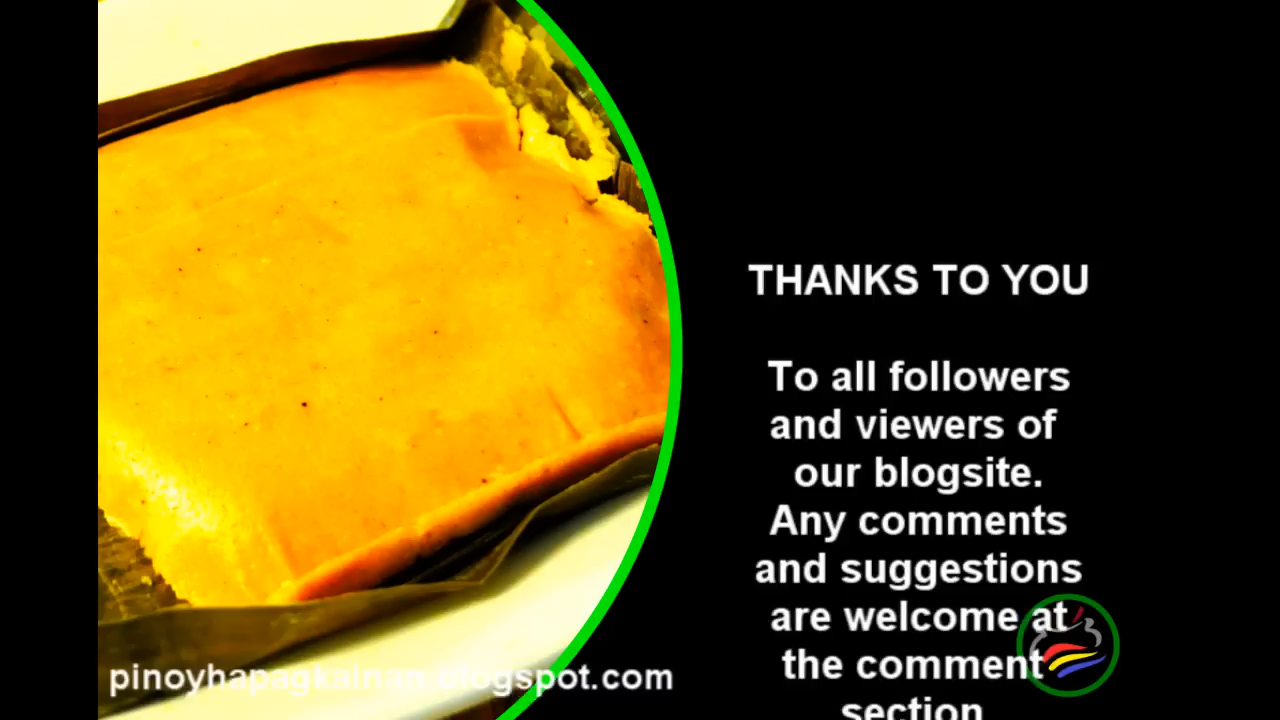 THANKS TO YOU
To all followers
and viewers of
our blogsite.
Any comments
and suggestions
are welcome at
the comment
section
pinoyhapagkainan.blogspot.com